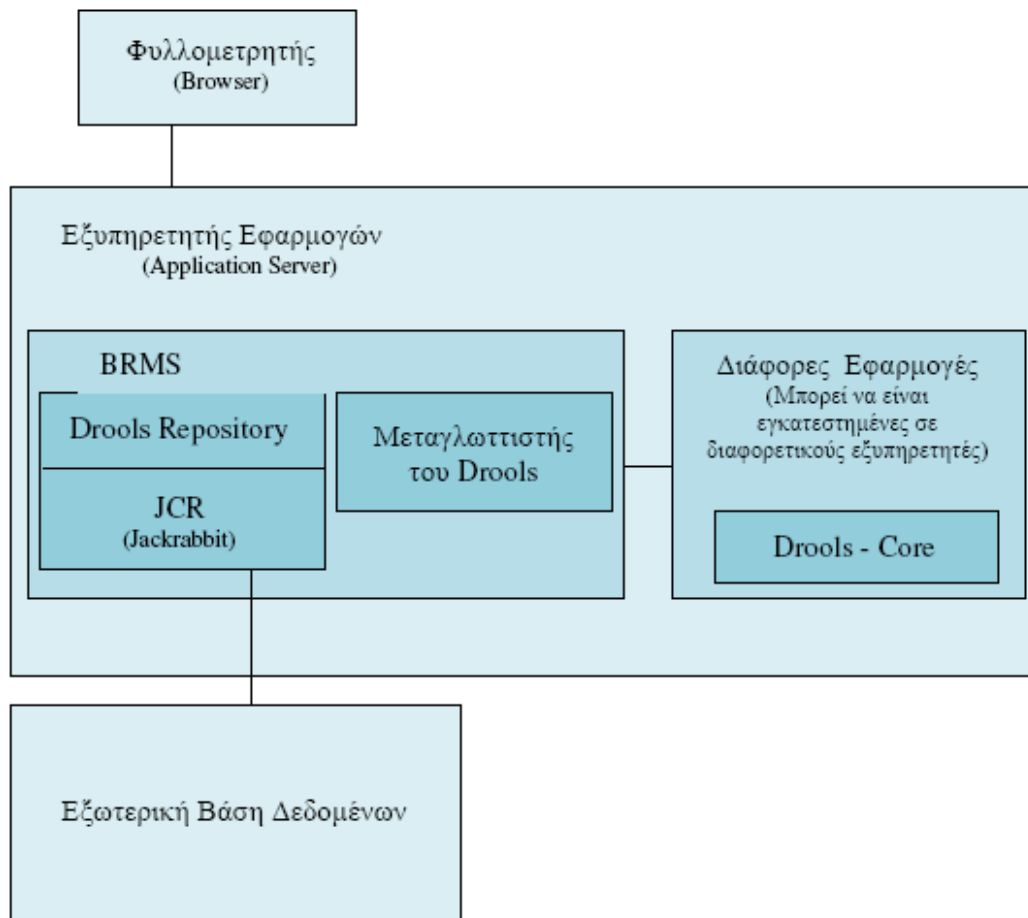 Φυλλομετρητής
(Browser)
Εξυπηρετητής Εφαρμογών
(Application Server)
BRMS
Drools Repository
JCR
(Jackrabbit)
Μεταγλωττιστής
του Drools
Διάφορες Εφαρμογές
(Μπορεί να είναι
εγκατεστημένες σε
διαφορετικούς εξυπηρετητές)
Drools - Core
Εξωτερική Βάση Δεδομένων